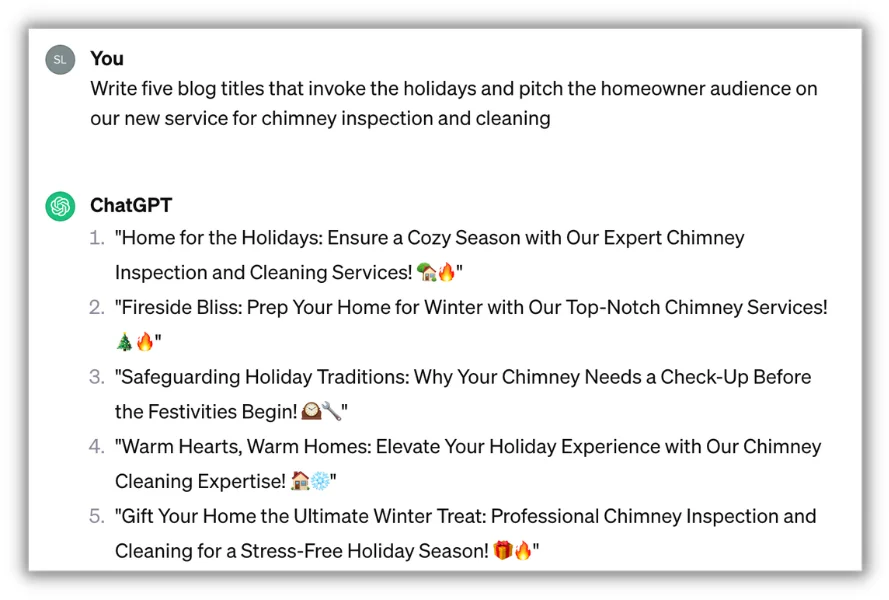 SL
You
Write five blog titles that invoke the holidays and pitch the homeowner audience on
our new service for chimney inspection and cleaning
ChatGPT
1. "Home for the Holidays: Ensure a Cozy Season with Our Expert Chimney
Inspection and Cleaning Services! 🏡🔥"
2. "Fireside Bliss: Prep Your Home for Winter with Our Top-Notch Chimney Services!
🎄🔥"
3. "Safeguarding Holiday Traditions: Why Your Chimney Needs a Check-Up Before
the Festivities Begin! 🕰️🔧"
4. "Warm Hearts, Warm Homes: Elevate Your Holiday Experience with Our Chimney
Cleaning Expertise! 🏠❄️"
5. "Gift Your Home the Ultimate Winter Treat: Professional Chimney Inspection and
Cleaning for a Stress-Free Holiday Season! 🎁🔥"